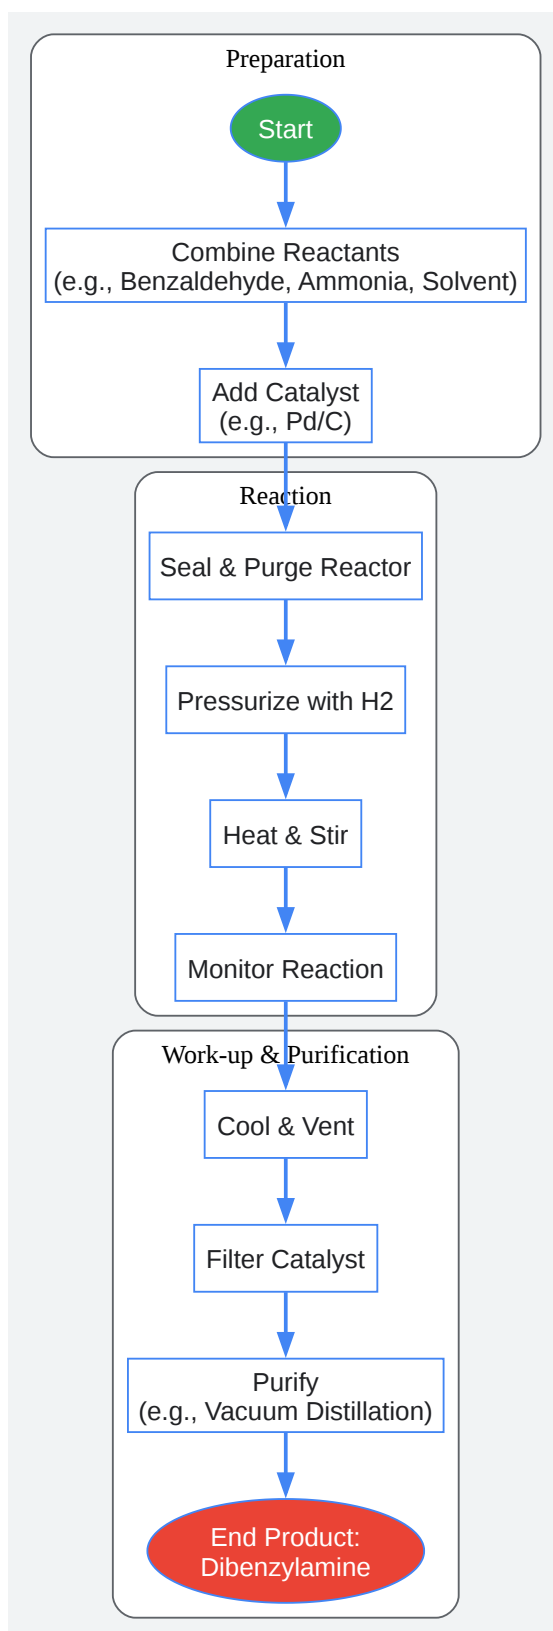 Preparation
Start
Combine Reactants
(e.g., Benzaldehyde, Ammonia, Solvent)
Add Catalyst
(e.g., Pd/C)
Reaction
Seal & Purge Reactor
Pressurize with H2
Heat & Stir
Monitor Reaction
Work-up & Purification
Cool & Vent
Filter Catalyst
Purify
(e.g., Vacuum Distillation)
End Product:
Dibenzylamine